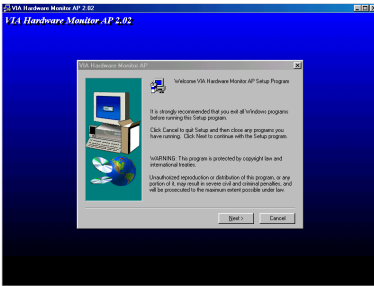 VIA Hardware Monitor AP 2.02
VIA Hardware Monitor AP 2.02
VIA Hardware Monitor AP
Welcome VIA Hardware Monitor AP Setup Program
It is strongly recommended that you exit all Windows programs
before running this Setup program.
Click Cancel to quit Setup and then close any programs you
have running. Click Next to continue with the Setup program.
WARNING: This program is protected by copyright law and
international treaties.
Unauthorized reproduction or distribution of this program, or any
portion of it, may result in severe civil and criminal penalties, and
will be prosecuted to the maximum extent possible under law.
Next >
Cancel